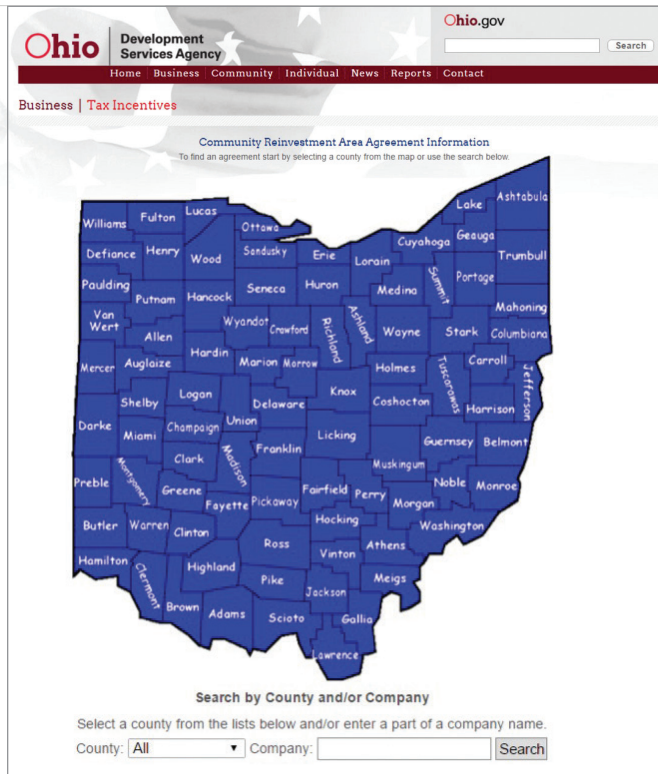 Ohio.gov
Ohio Development
Services Agency
Search
Home Business Community Individual News Reports Contact
Business | Tax Incentives
Community Reinvestment Area Agreement Information
To find an agreement start by selecting a county from the map or use the search below.
Ashtabula
Lake
Lucas
Fulton
Williams
Ottawa
Geauga
Cuyahoga
Defiance
Henry
Wood
Sandusky
Erie
Lorain
Trumbull
Paulding
Putnam
Hancock
Seneca
Huron
Medina
Summit
Portage
Mahoning
Van
Wert
Allen
Wyandot
Crawford
Richland
Ashland
Wayne
Stark
Columbiana
Mercer
Auglaize
Hardin
Marion
Morrow
Holmes
Tuscarawas
Carroll
Jefferson
Shelby
Logan
Union
Delaware
Knox
Coshocton
Harrison
Darke
Miami
Champaign
Clark
Madison
Franklin
Licking
Guernsey
Belmont
Muskingum
Preble
Montgomery
Greene
Fayette
Pickaway
Fairfield
Perry
Morgan
Noble
Monroe
Butler
Warren
Clinton
Hocking
Washington
Hamilton
Clermont
Highland
Ross
Vinton
Athens
Brown
Adams
Pike
Jackson
Meigs
Scioto
Gallia
Lawrence
Search by County and/or Company
Select a county from the lists below and/or enter a part of a company name.
County: All Company: Search